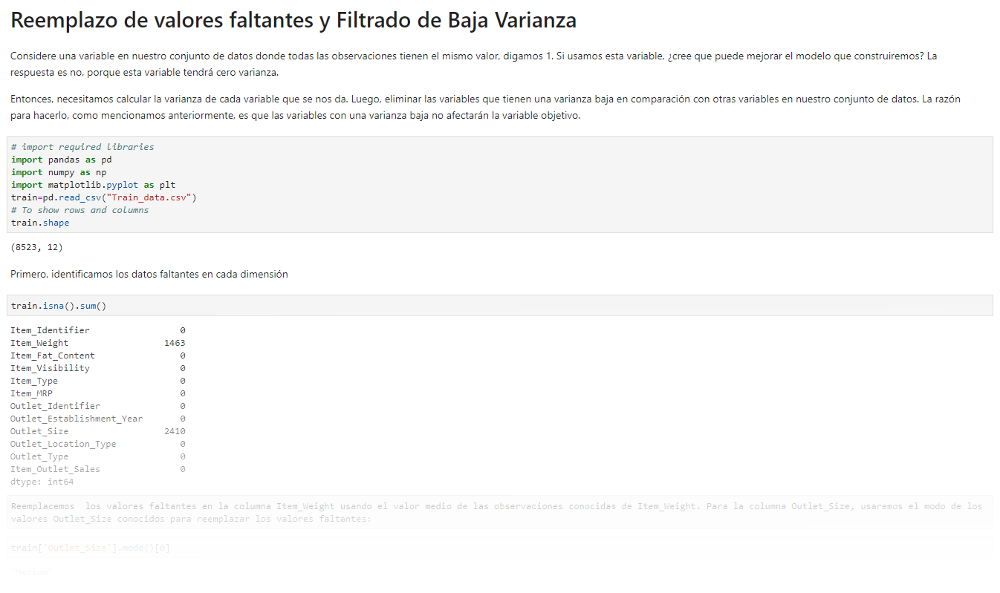 Reemplazo de valores faltantes y Filtrado de Baja Varianza
Considere una variable en nuestro conjunto de datos donde todas las observaciones tienen el mismo valor, digamos 1. Si usamos esta variable, ¿cree que puede mejorar el modelo que construiremos? La
respuesta es no, porque esta variable tendrá cero varianza.
Entonces, necesitamos calcular la varianza de cada variable que se nos da. Luego, eliminar las variables que tienen una varianza baja en comparación con otras variables en nuestro conjunto de datos. La razón
para hacerlo, como mencionamos anteriormente, es que las variables con una varianza baja no afectarán la variable objetivo.
# import required libraries
import pandas as pd
import numpy as np
import matplotlib.pyplot as plt
train=pd.read_csv("Train_data.csv")
# To show rows and columns
train.shape
(8523, 12)
Primero, identificamos los datos faltantes en cada dimensión
train.isna().sum()
Item_Identifier 0
Item_Weight 1463
Item_Fat_Content 0
Item_Visibility 0
Item_Type 0
Item_MRP 0
Outlet_Identifier 0
Outlet_Establishment_Year 0
Outlet_Size 2410
Outlet_Location_Type 0
Outlet_Type 0
Item_Outlet_Sales 0
dtype: int64
Reemplacemos  los valores faltantes en la columna Item_Weight usando el valor medio de las observaciones conocidas de Item_Weight. Para la columna Outlet_Size, usaremos el modo de los
valores Outlet_Size conocidos para reemplazar los valores faltantes:
train['Outlet_Size'].mode()[0]
'Medium'